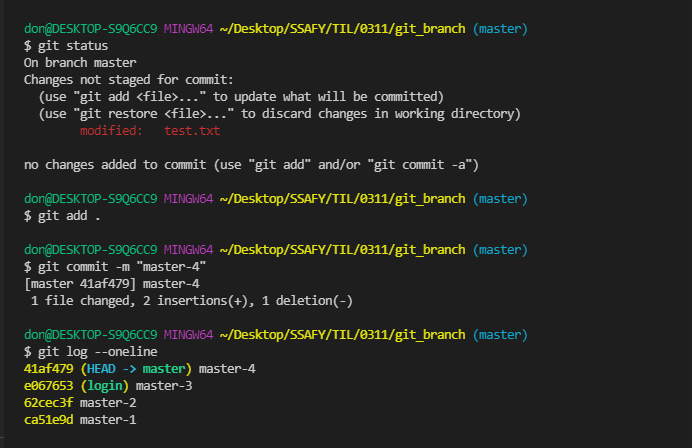 don@DESKTOP-S9Q6CC9 MINGW64 ~/Desktop/SSAFY/TIL/0311/git_branch (master)
$ git status
On branch master
Changes not staged for commit:
  (use "git add <file>..." to update what will be committed)
  (use "git restore <file>..." to discard changes in working directory)
        modified:   test.txt

no changes added to commit (use "git add" and/or "git commit -a")

don@DESKTOP-S9Q6CC9 MINGW64 ~/Desktop/SSAFY/TIL/0311/git_branch (master)
$ git add .

don@DESKTOP-S9Q6CC9 MINGW64 ~/Desktop/SSAFY/TIL/0311/git_branch (master)
$ git commit -m "master-4"
[master 41af479] master-4
 1 file changed, 2 insertions(+), 1 deletion(-)

don@DESKTOP-S9Q6CC9 MINGW64 ~/Desktop/SSAFY/TIL/0311/git_branch (master)
$ git log --oneline
41af479 (HEAD -> master) master-4
e067653 (login) master-3
62cec3f master-2
ca51e9d master-1